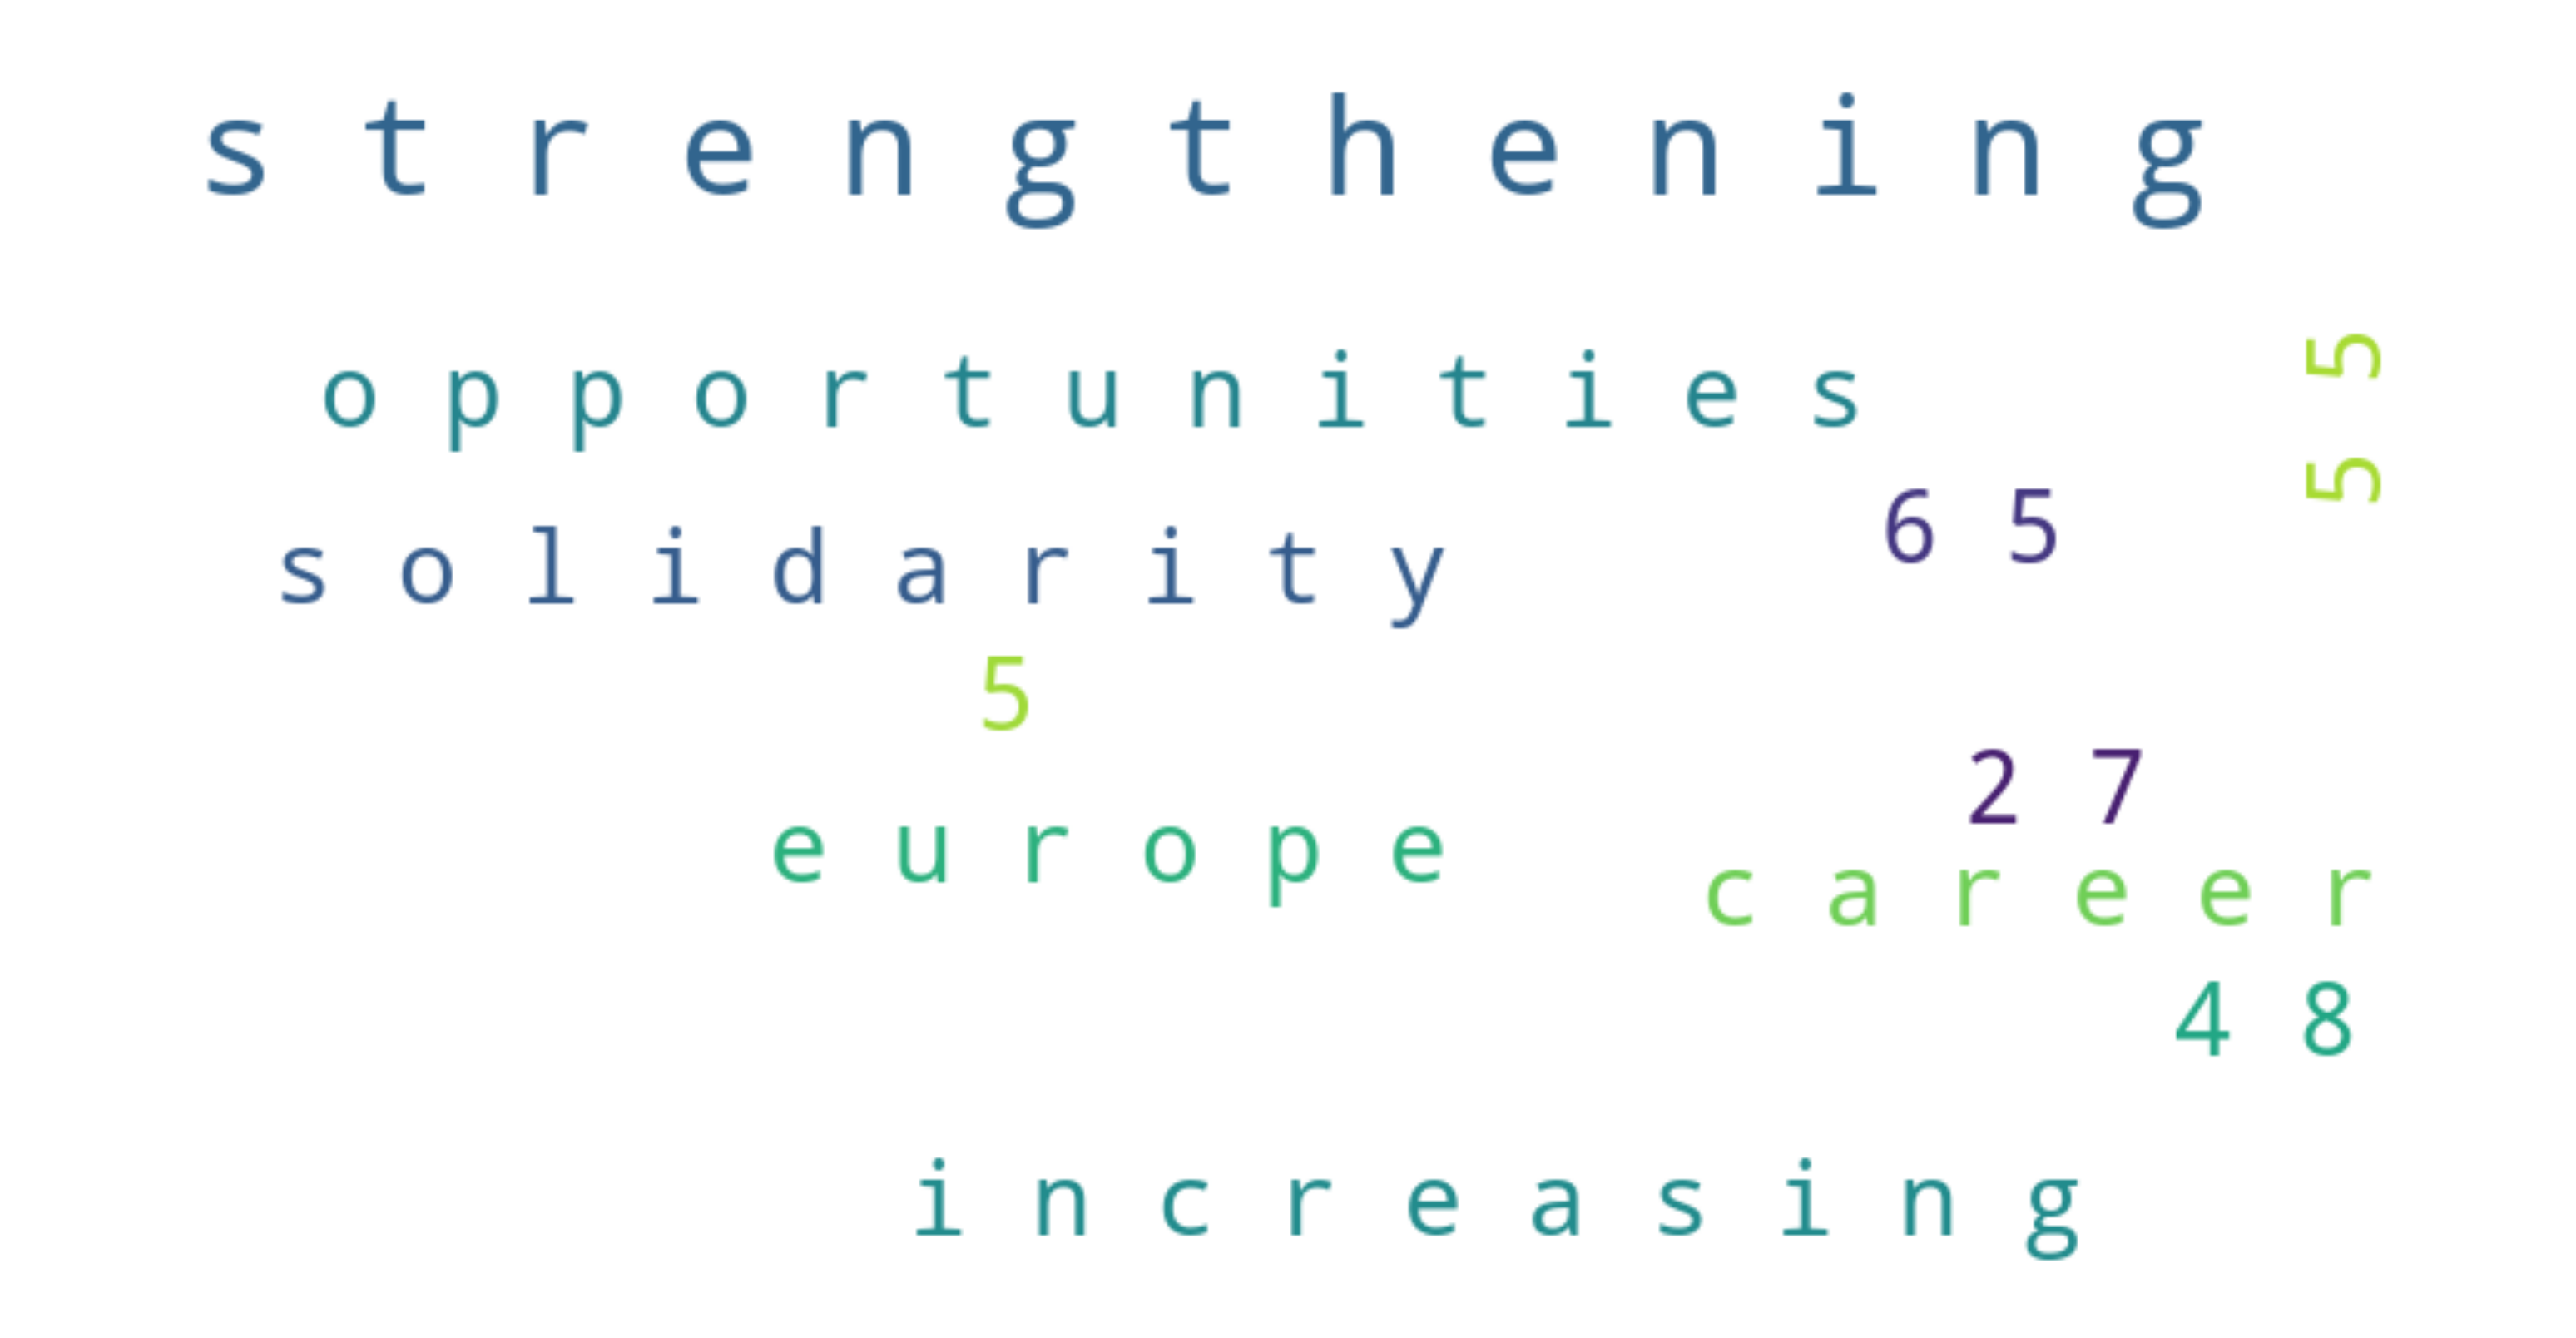 s t r e n g t h e n i n g
o p p o r t u n i t i e s
5 5
6 5
s o l i d a r i t y
5
2 7
e u r o p e
c a r e e r
4 8
i n c r e a s i n g